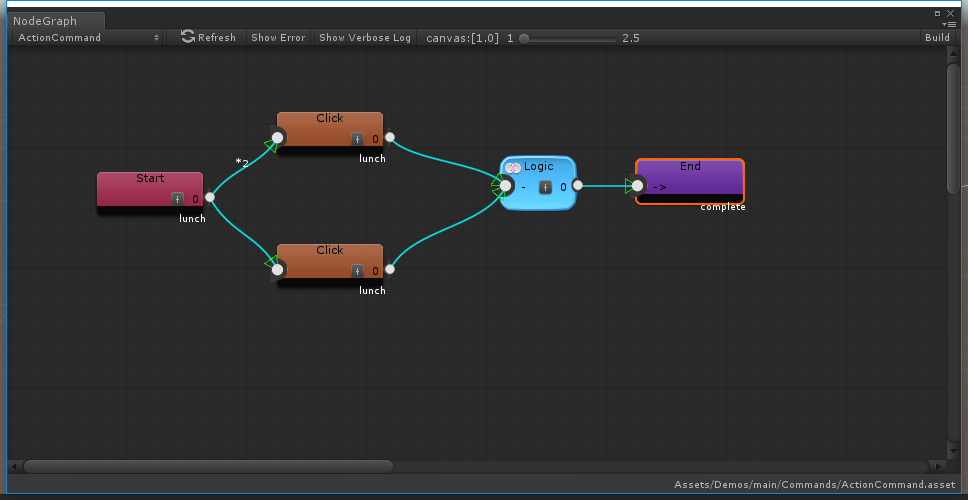 NodeGraph
ActionCommand Refresh Show Error Show Verbose Log canvas:[1.0] 1 2.5 Build
Click
0
lunch
*2
Start
0
lunch
Logic
- 0
End
->
complete
Click
0
lunch
Assets/Demos/main/Commands/ActionCommand.asset